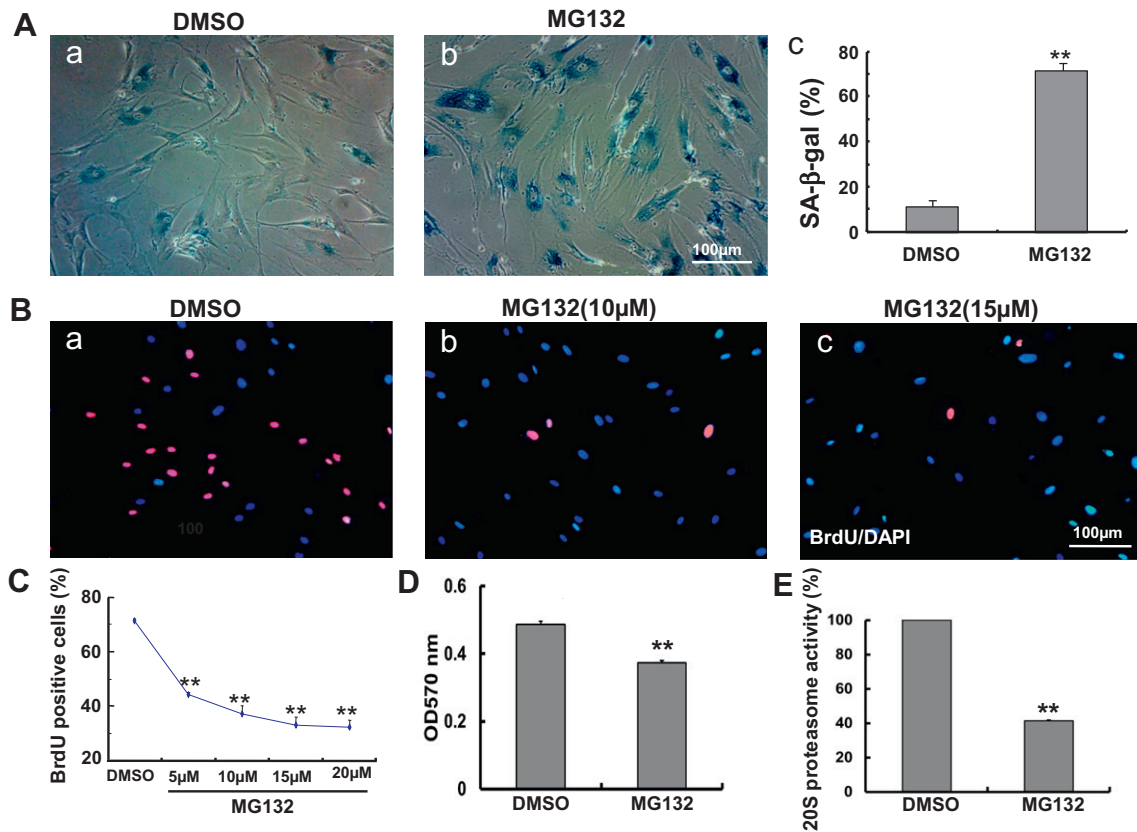 A
DMSO
a
MG132
b
100µm
c
SA-β-gal (%)
80
60
40
20
0
**
DMSO
MG132
B
DMSO
a
100
MG132(10µM)
b
MG132(15µM)
c
BrdU/DAPI
100µm
C
BrdU positive cells (%)
80
60
40
20
**
**
**
**
DMSO
5µM
10µM
15µM
20µM
MG132
D
OD570 nm
0.6
0.4
0.2
0
**
DMSO
MG132
E
20S proteasome activity (%)
100
80
60
40
20
0
**
DMSO
MG132